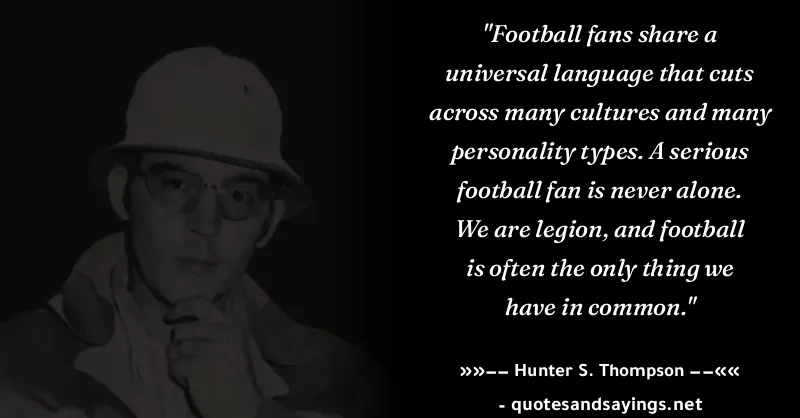 "Football fans share a
universal language that cuts
across many cultures and many
personality types. A serious
football fan is never alone.
We are legion, and football
is often the only thing we
have in common."
»»−− Hunter S. Thompson −−««
- quotesandsayings.net